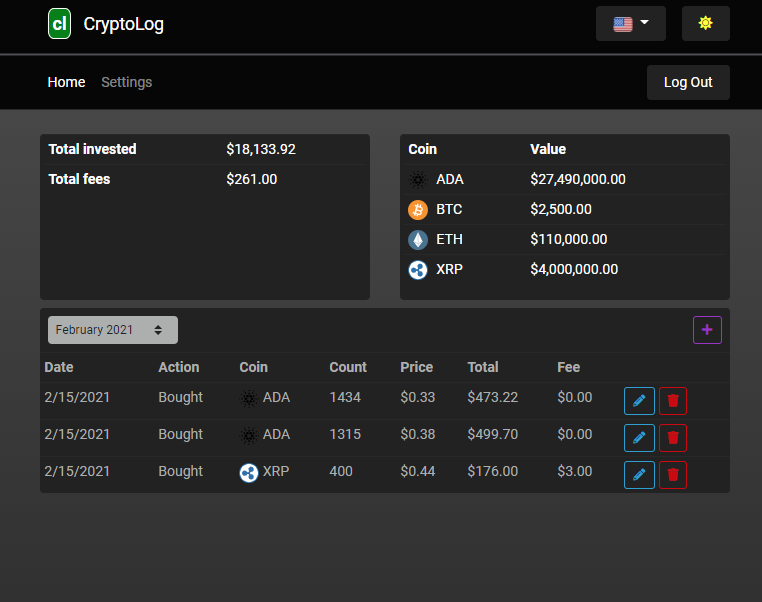 cl CryptoLog
Home Settings Log Out
Total invested $18,133.92
Total fees $261.00
Coin Value
ADA $27,490,000.00
BTC $2,500.00
ETH $110,000.00
XRP $4,000,000.00
February 2021 +
Date Action Coin Count Price Total Fee
2/15/2021 Bought ADA 1434 $0.33 $473.22 $0.00
2/15/2021 Bought ADA 1315 $0.38 $499.70 $0.00
2/15/2021 Bought XRP 400 $0.44 $176.00 $3.00